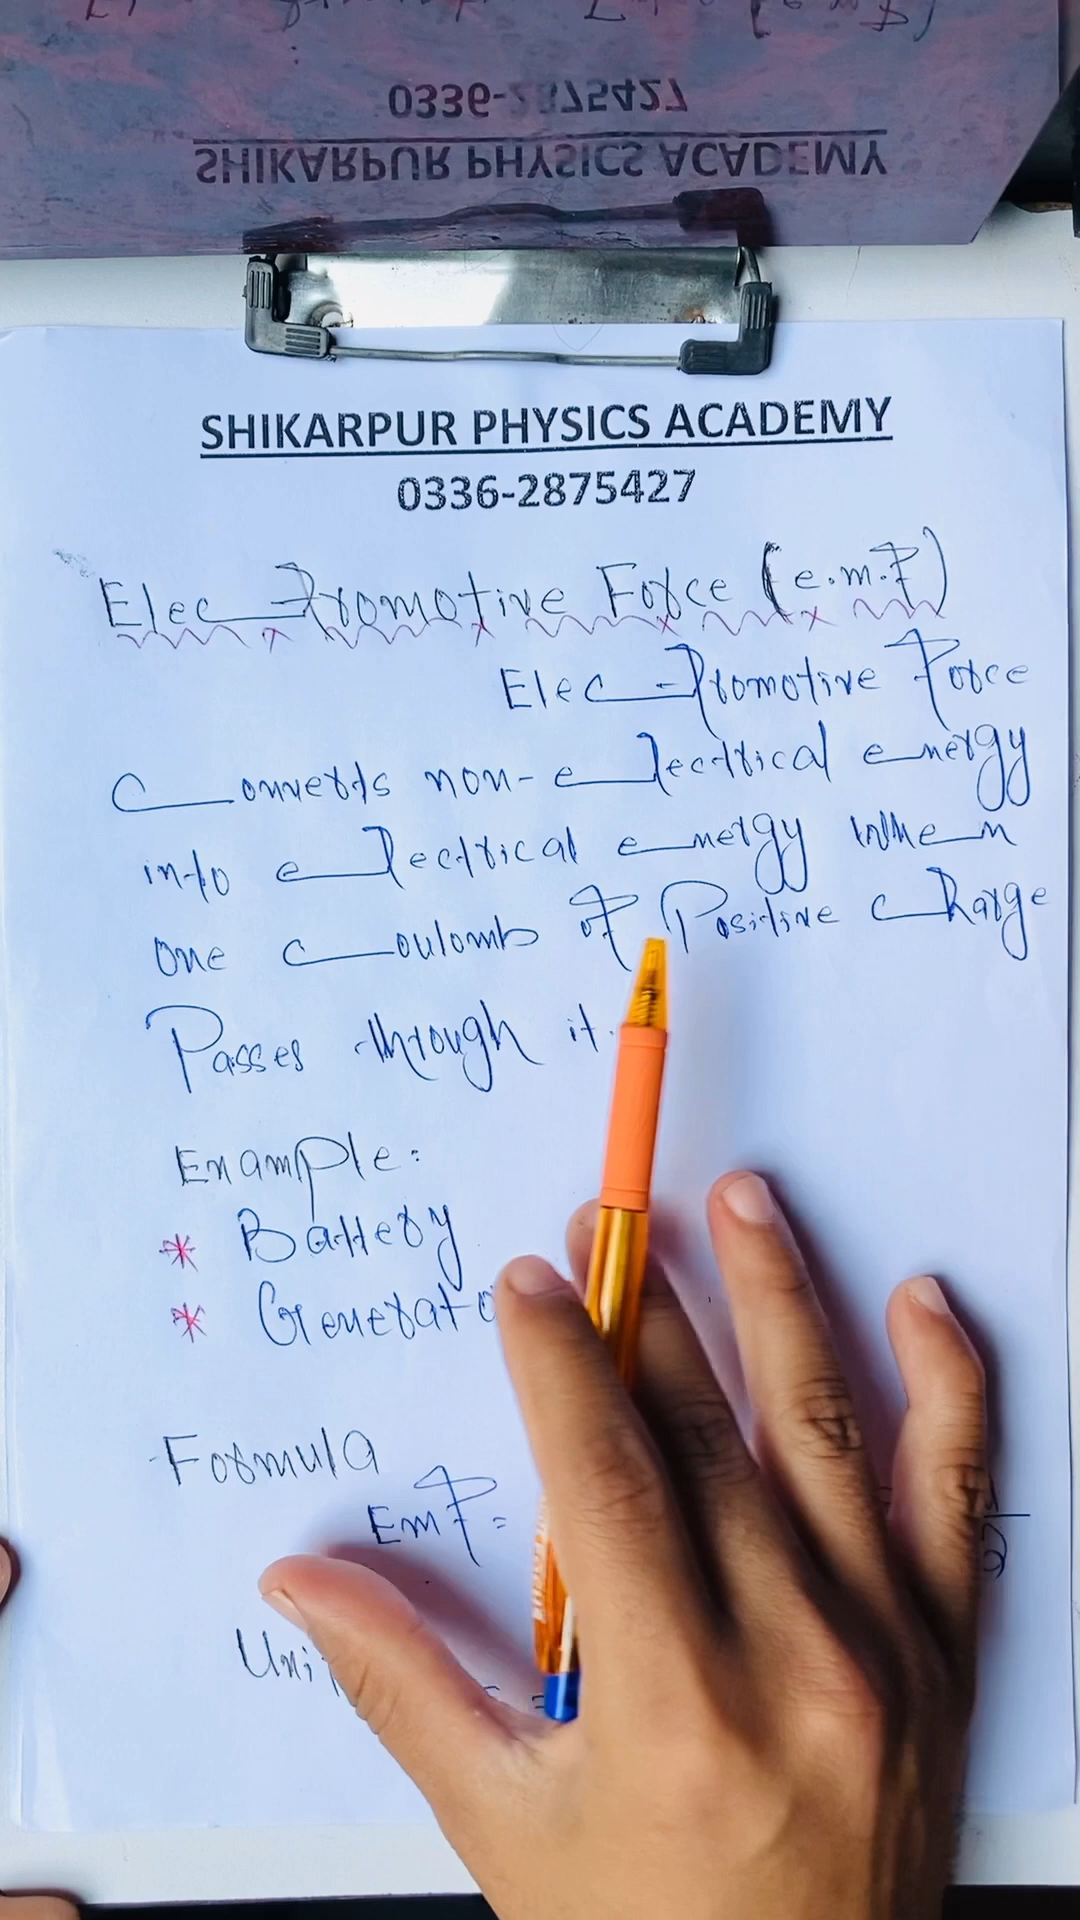 0336-2875427
SHIKARPUR PHYSICS ACADEMY
SHIKARPUR PHYSICS ACADEMY
0336-2875427
Electromotive Force (e.m.f)
Electromotive Force
Converts non-electrical energy
into electrical energy when
one coulomb of Positive charge
Passes through it.
Example:
* Battery
* Generato
Formula
Emf =
Uni